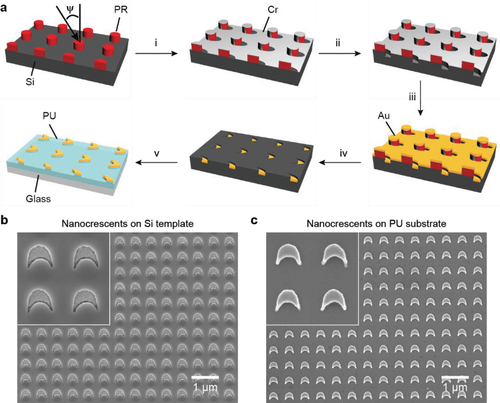 a
ψ
PR
Si
i
Cr
ii
iii
Au
iv
v
PU
Glass
b
Nanocrescents on Si template
1 μm
c
Nanocrescents on PU substrate
1 μm